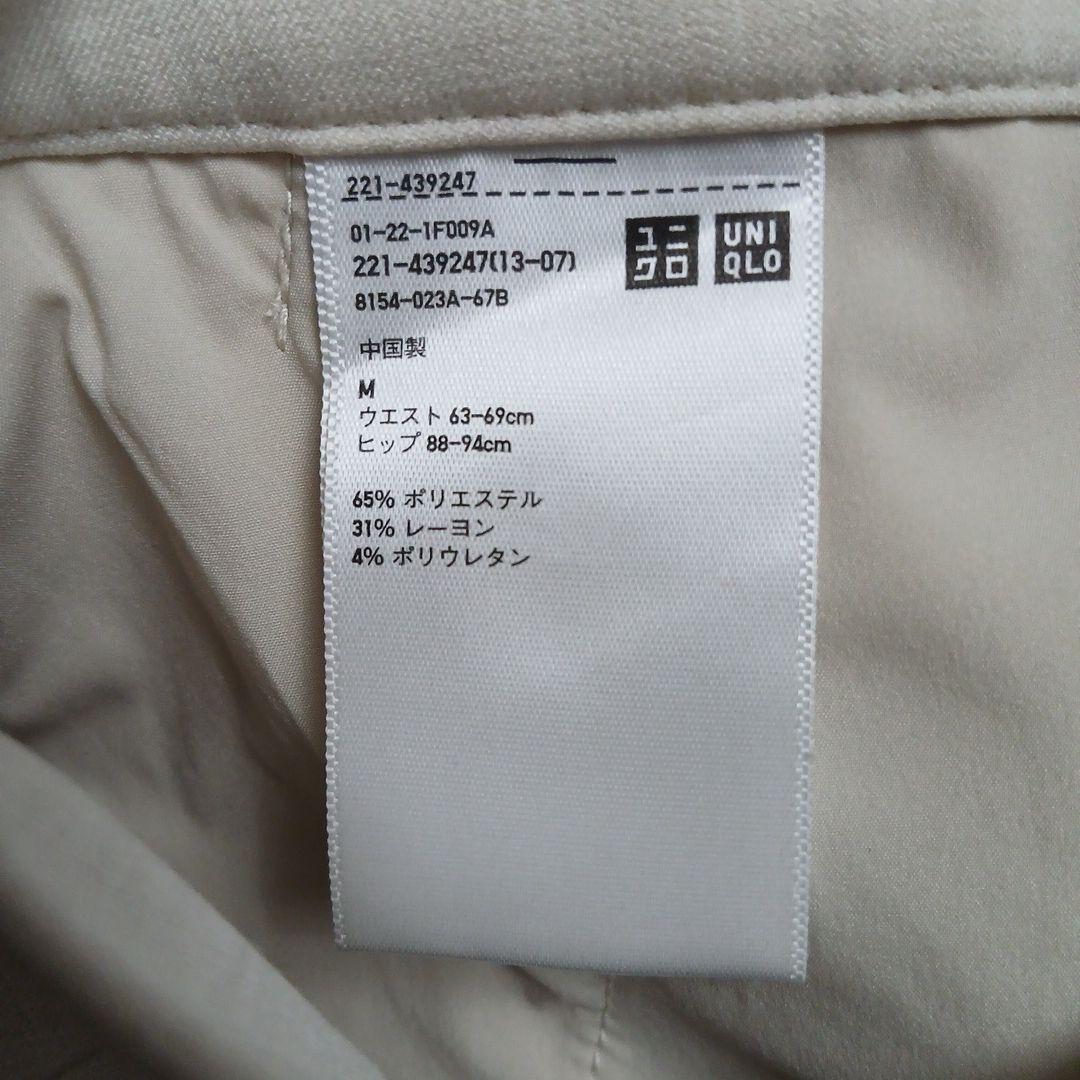 221-439247
01-22-1F009A
221-439247(13-07)
8154-023A-67B
ユニ
クロ
UNI
QLO
中国製
M
ウエスト 63-69cm
ヒップ 88-94cm
65% ポリエステル
31% レーヨン
4% ポリウレタン